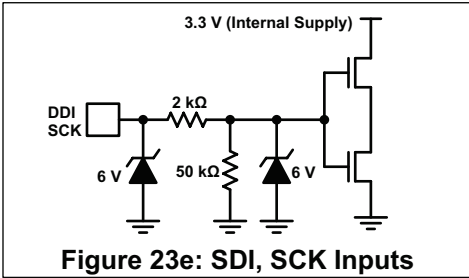 3.3 V (Internal Supply)
DDI
SCK
2 kΩ
6 V
50 kΩ
6 V
Figure 23e: SDI, SCK Inputs